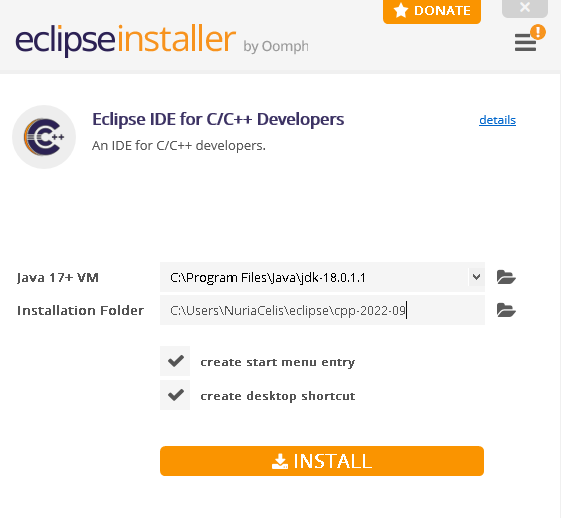 DONATE
eclipseinstaller by Oomph
Eclipse IDE for C/C++ Developers
details
An IDE for C/C++ developers.
Java 17+ VM
C:\Program Files\Java\jdk-18.0.1.1
Installation Folder
C:\Users\NuriaCelis\eclipse\cpp-2022-09
create start menu entry
create desktop shortcut
INSTALL